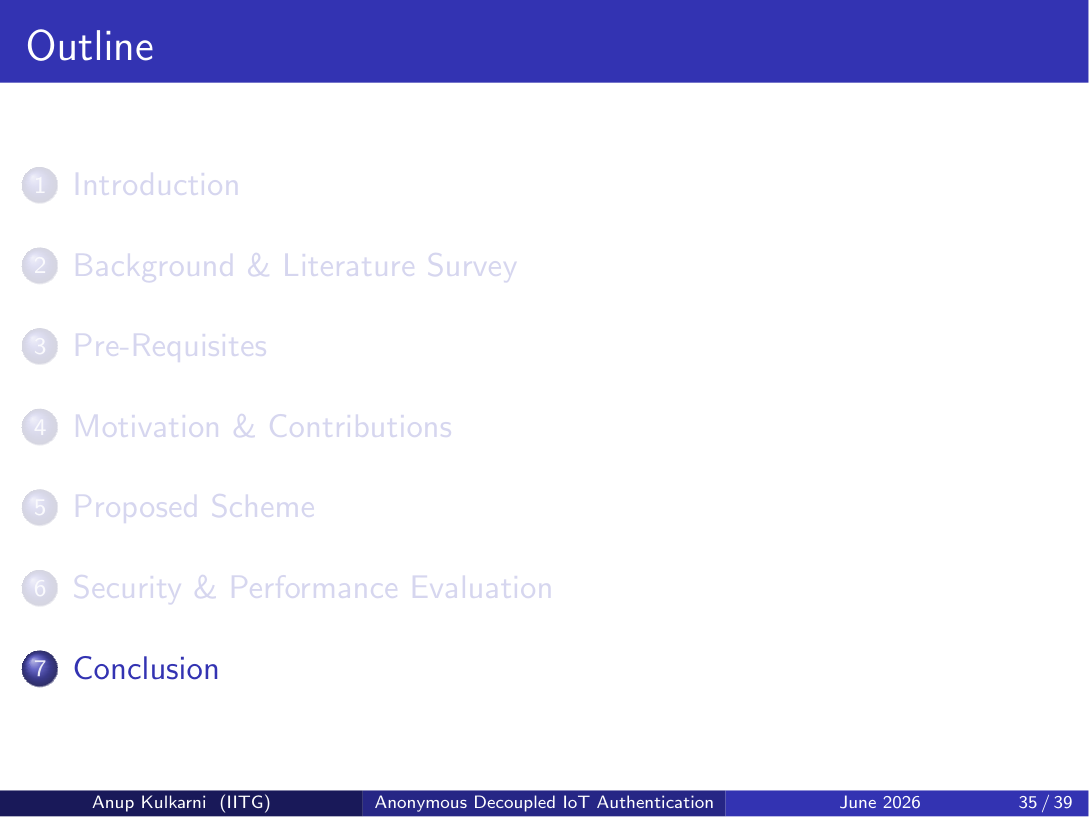 Outline
1 Introduction
2 Background & Literature Survey
3 Pre-Requisites
4 Motivation & Contributions
5 Proposed Scheme
6 Security & Performance Evaluation
7 Conclusion
Anup Kulkarni (IITG) Anonymous Decoupled IoT Authentication June 2026 35 / 39